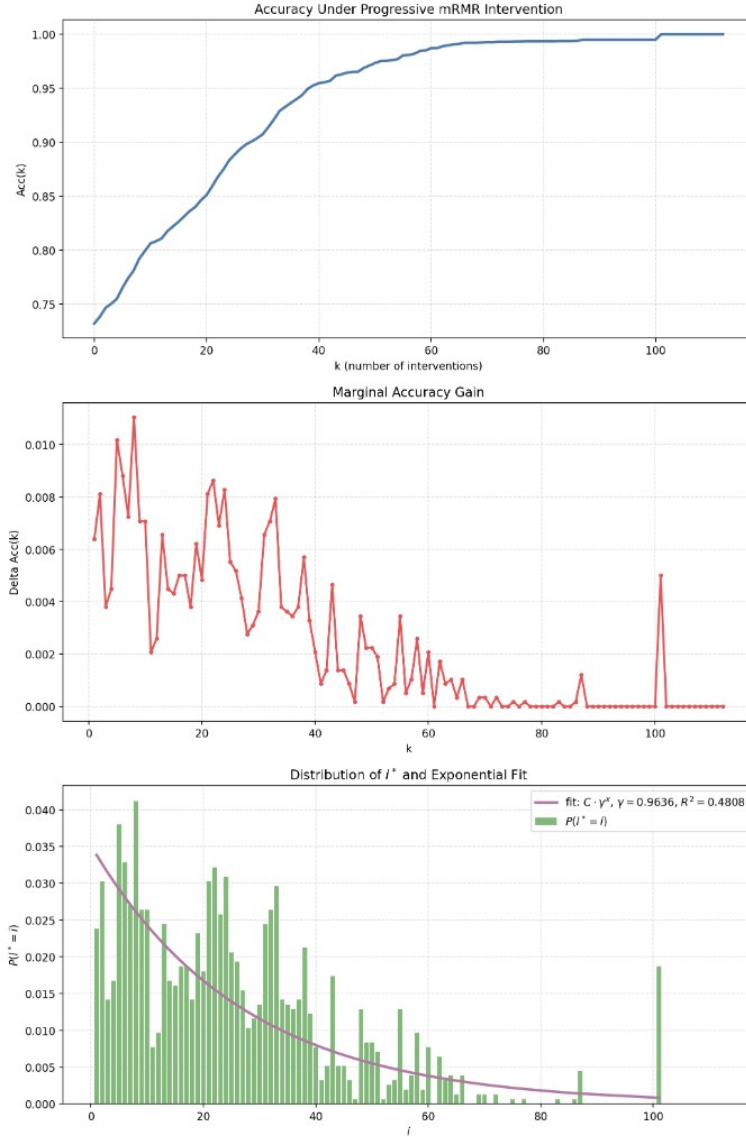 Accuracy Under Progressive mRMR Intervention
1.00
0.95
0.90
0.85
0.80
0.75
Acc(k)
0 20 40 60 80 100
k (number of interventions)
Marginal Accuracy Gain
0.010
0.008
0.006
0.004
0.002
0.000
Delta Acc(k)
0 20 40 60 80 100
k
Distribution of i* and Exponential Fit
0.040
0.035
0.030
0.025
0.020
0.015
0.010
0.005
0.000
P(i* = i)
fit: C · γˣ, γ = 0.9636, R² = 0.4808
P(i* = i)
0 20 40 60 80 100
i